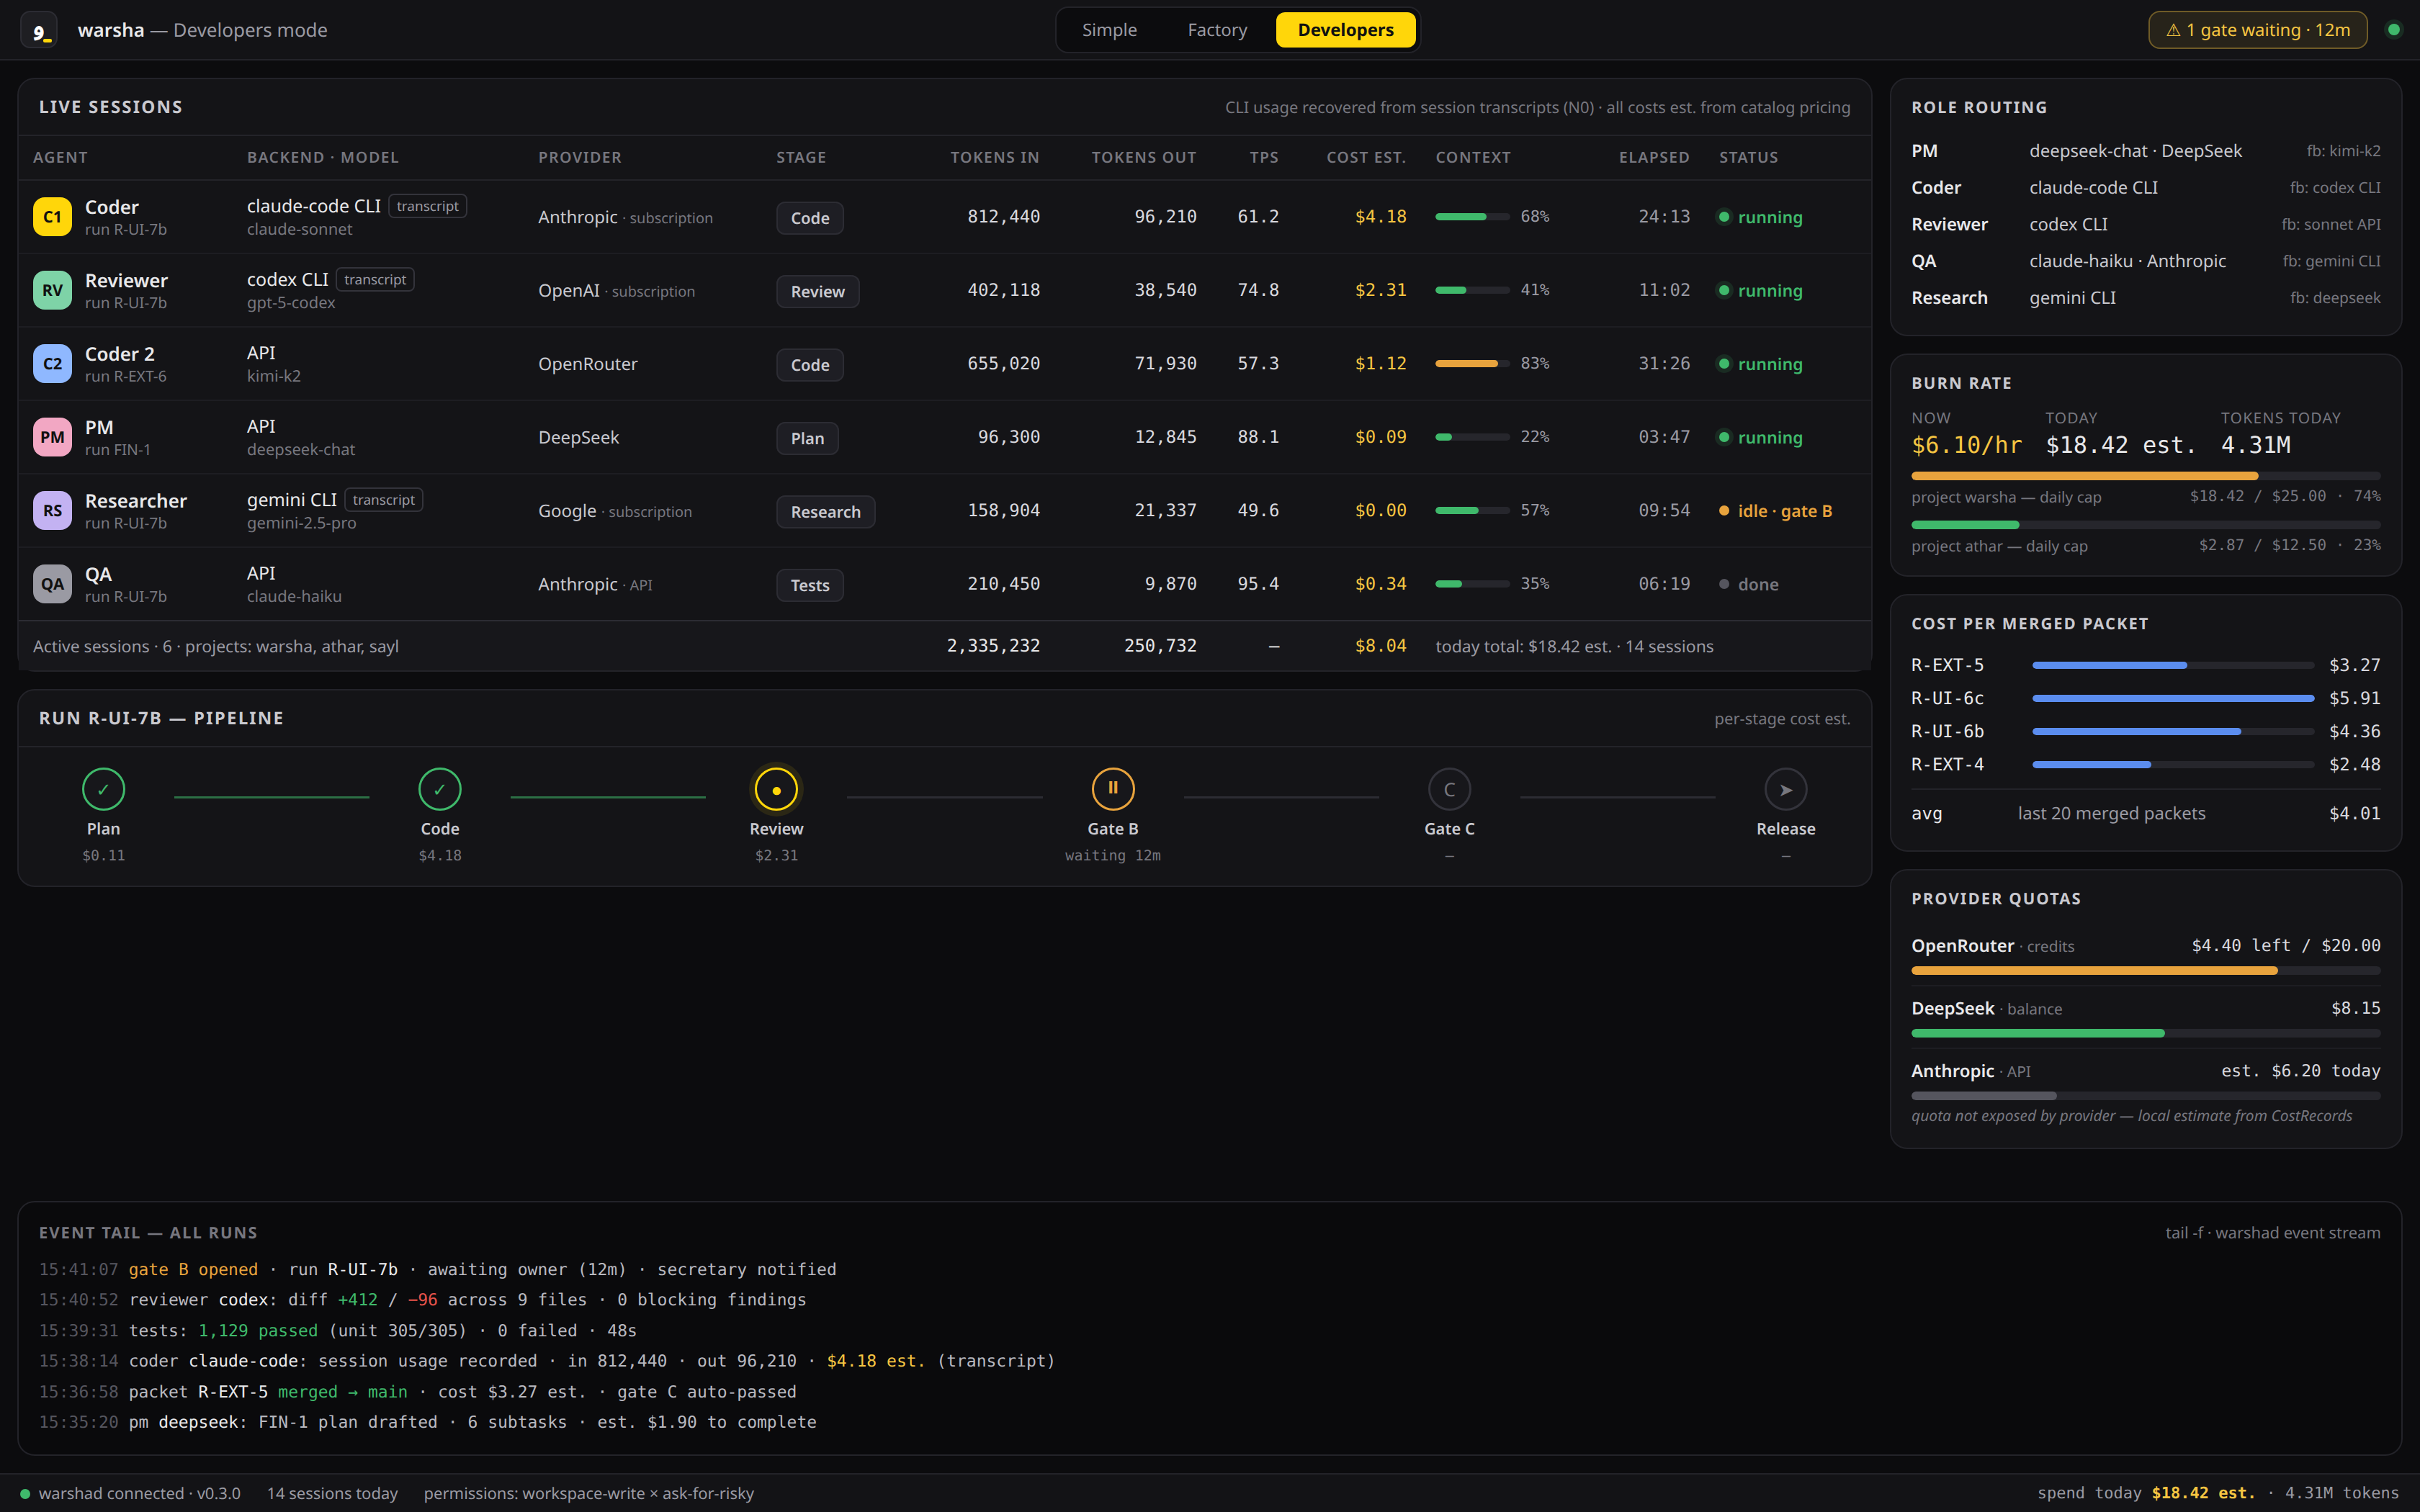 و_ warsha — Developers mode Simple Factory Developers ⚠ 1 gate waiting · 12m
LIVE SESSIONS CLI usage recovered from session transcripts (N0) · all costs est. from catalog pricing
AGENT BACKEND · MODEL PROVIDER STAGE TOKENS IN TOKENS OUT TPS COST EST. CONTEXT ELAPSED STATUS
C1 Coder claude-code CLI transcript Anthropic · subscription Code 812,440 96,210 61.2 $4.18 68% 24:13 running
run R-UI-7b claude-sonnet
RV Reviewer codex CLI transcript OpenAI · subscription Review 402,118 38,540 74.8 $2.31 41% 11:02 running
run R-UI-7b gpt-5-codex
C2 Coder 2 API OpenRouter Code 655,020 71,930 57.3 $1.12 83% 31:26 running
run R-EXT-6 kimi-k2
PM PM API DeepSeek Plan 96,300 12,845 88.1 $0.09 22% 03:47 running
run FIN-1 deepseek-chat
RS Researcher gemini CLI transcript Google · subscription Research 158,904 21,337 49.6 $0.00 57% 09:54 idle · gate B
run R-UI-7b gemini-2.5-pro
QA QA API Anthropic · API Tests 210,450 9,870 95.4 $0.34 35% 06:19 done
run R-UI-7b claude-haiku
Active sessions · 6 · projects: warsha, athar, sayl 2,335,232 250,732 — $8.04 today total: $18.42 est. · 14 sessions
RUN R-UI-7B — PIPELINE per-stage cost est.
✓ ✓ ● ⏸ C ➤
Plan Code Review Gate B Gate C Release
$0.11 $4.18 $2.31 waiting 12m — —
ROLE ROUTING
PM deepseek-chat · DeepSeek fb: kimi-k2
Coder claude-code CLI fb: codex CLI
Reviewer codex CLI fb: sonnet API
QA claude-haiku · Anthropic fb: gemini CLI
Research gemini CLI fb: deepseek
BURN RATE
NOW TODAY TOKENS TODAY
$6.10/hr $18.42 est. 4.31M
project warsha — daily cap $18.42 / $25.00 · 74%
project athar — daily cap $2.87 / $12.50 · 23%
COST PER MERGED PACKET
R-EXT-5 $3.27
R-UI-6c $5.91
R-UI-6b $4.36
R-EXT-4 $2.48
avg last 20 merged packets $4.01
PROVIDER QUOTAS
OpenRouter · credits $4.40 left / $20.00
DeepSeek · balance $8.15
Anthropic · API est. $6.20 today
quota not exposed by provider — local estimate from CostRecords
EVENT TAIL — ALL RUNS tail -f · warshad event stream
15:41:07 gate B opened · run R-UI-7b · awaiting owner (12m) · secretary notified
15:40:52 reviewer codex: diff +412 / −96 across 9 files · 0 blocking findings
15:39:31 tests: 1,129 passed (unit 305/305) · 0 failed · 48s
15:38:14 coder claude-code: session usage recorded · in 812,440 · out 96,210 · $4.18 est. (transcript)
15:36:58 packet R-EXT-5 merged → main · cost $3.27 est. · gate C auto-passed
15:35:20 pm deepseek: FIN-1 plan drafted · 6 subtasks · est. $1.90 to complete
warshad connected · v0.3.0 14 sessions today permissions: workspace-write × ask-for-risky spend today $18.42 est. · 4.31M tokens